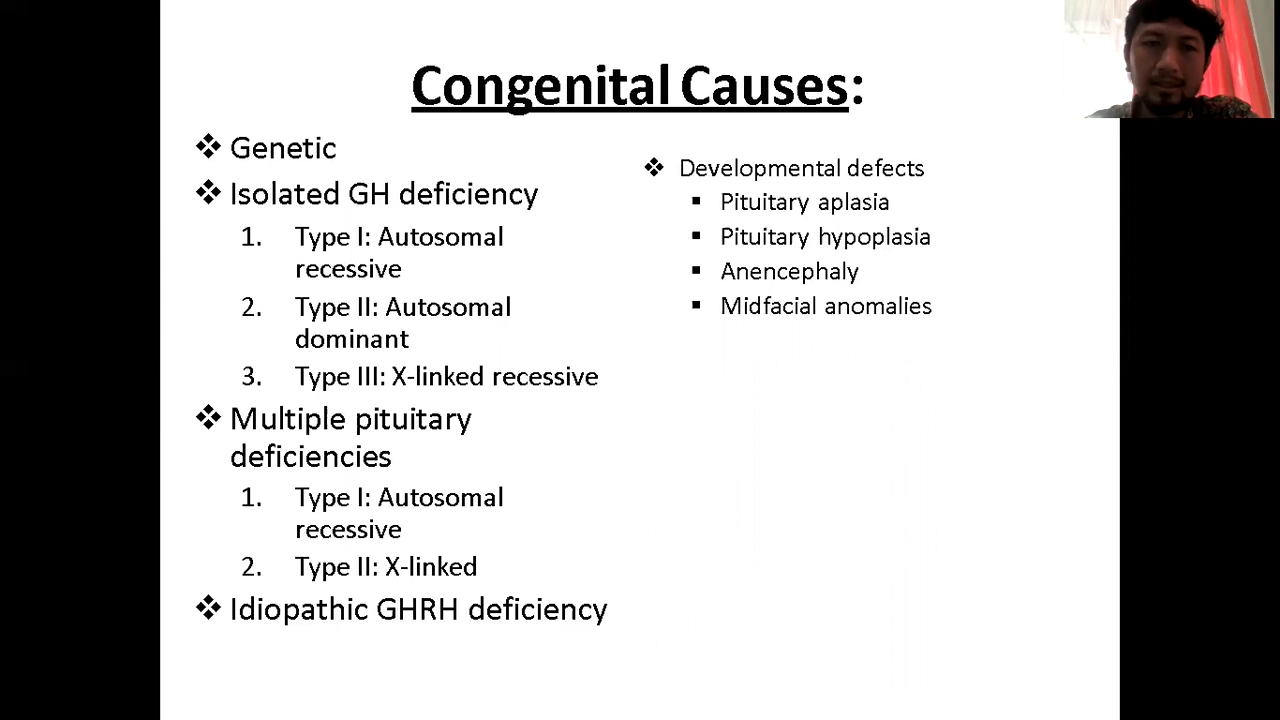 Congenital Causes:
❖ Genetic
❖ Isolated GH deficiency
1. Type I: Autosomal
recessive
2. Type II: Autosomal
dominant
3. Type III: X-linked recessive
❖ Multiple pituitary
deficiencies
1. Type I: Autosomal
recessive
2. Type II: X-linked
❖ Idiopathic GHRH deficiency
❖ Developmental defects
▪ Pituitary aplasia
▪ Pituitary hypoplasia
▪ Anencephaly
▪ Midfacial anomalies